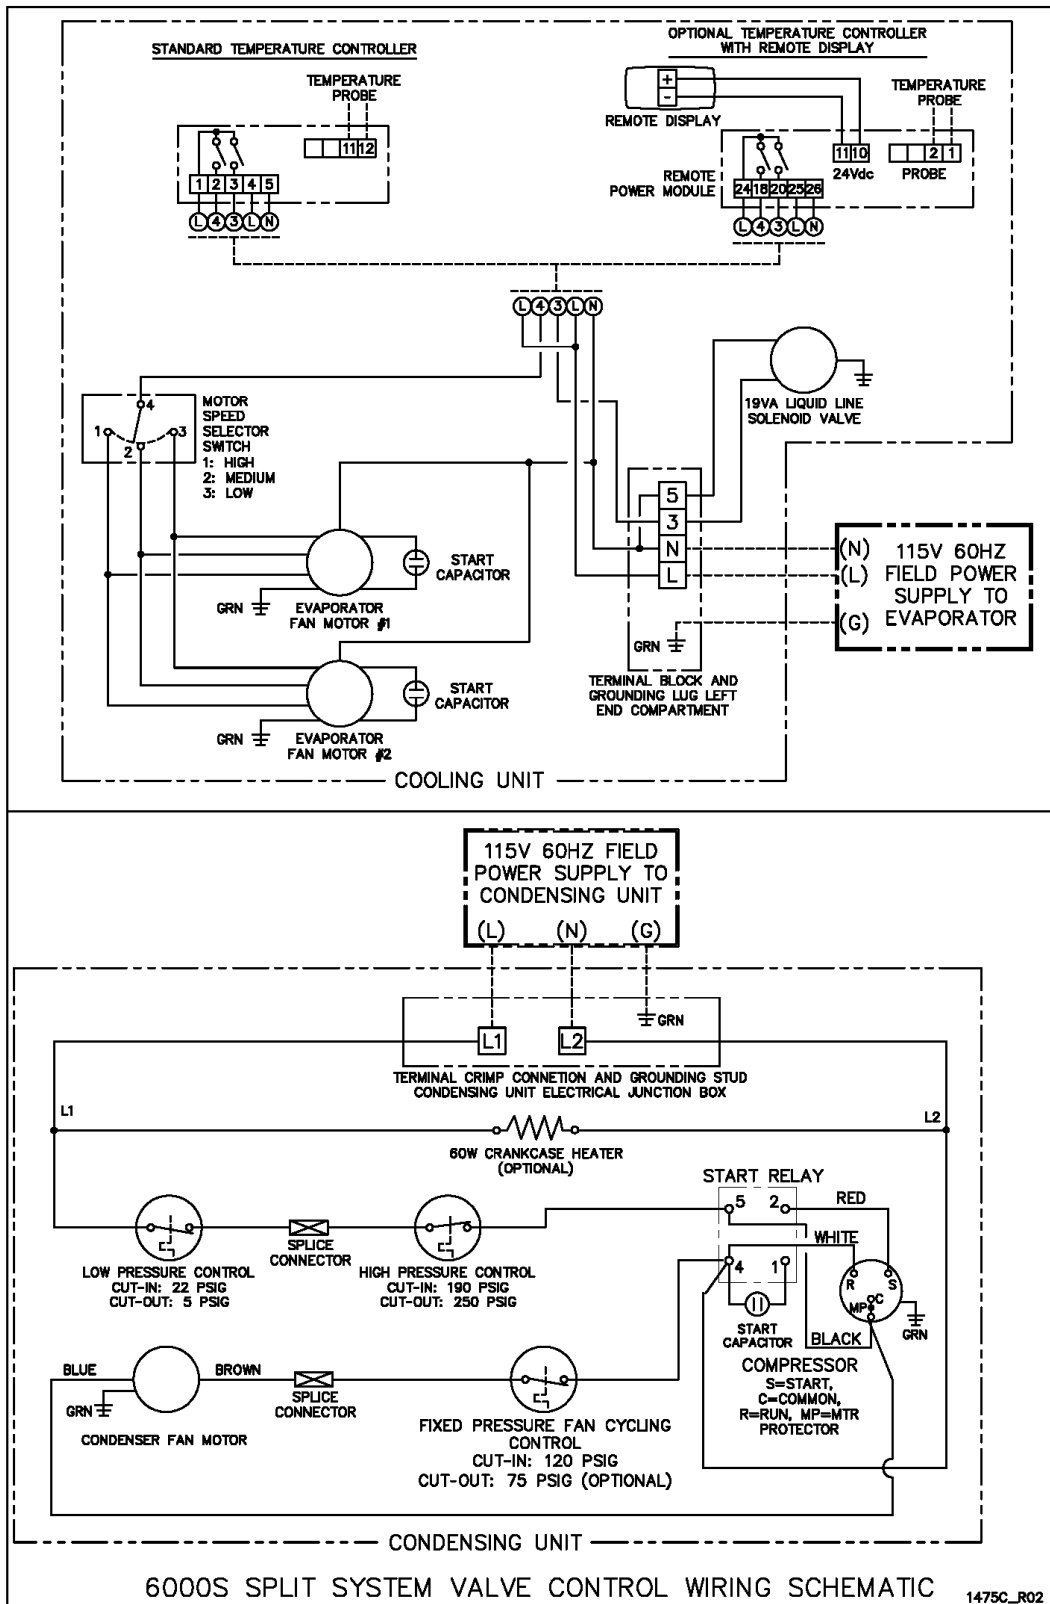 STANDARD TEMPERATURE CONTROLLER
OPTIONAL TEMPERATURE CONTROLLER
WITH REMOTE DISPLAY
TEMPERATURE
PROBE
11 12
1 2 3 4 5
L 4 3 L N
+
-
REMOTE DISPLAY
TEMPERATURE
PROBE
REMOTE
POWER MODULE
11 10
24Vdc
2 1
PROBE
24 18 20 25 26
L 4 3 L N
L 4 3 L N
4
1
2
3
MOTOR
SPEED
SELECTOR
SWITCH
1: HIGH
2: MEDIUM
3: LOW
19VA LIQUID LINE
SOLENOID VALVE
5
3
N
L
GRN
TERMINAL BLOCK AND
GROUNDING LUG LEFT
END COMPARTMENT
(N)
(L)
(G)
115V 60HZ
FIELD POWER
SUPPLY TO
EVAPORATOR
START
CAPACITOR
GRN
EVAPORATOR
FAN MOTOR #1
START
CAPACITOR
GRN
EVAPORATOR
FAN MOTOR #2
COOLING UNIT
115V 60HZ FIELD
POWER SUPPLY TO
CONDENSING UNIT
(L) (N) (G)
GRN
L1 L2
TERMINAL CRIMP CONNETION AND GROUNDING STUD
CONDENSING UNIT ELECTRICAL JUNCTION BOX
L1
L2
60W CRANKCASE HEATER
(OPTIONAL)
START RELAY
5 2
4 1
RED
WHITE
BLACK
START
CAPACITOR
R
S
C
MP
GRN
COMPRESSOR
S=START,
C=COMMON,
R=RUN, MP=MTR
PROTECTOR
LOW PRESSURE CONTROL
CUT-IN: 22 PSIG
CUT-OUT: 5 PSIG
SPLICE
CONNECTOR
HIGH PRESSURE CONTROL
CUT-IN: 190 PSIG
CUT-OUT: 250 PSIG
BLUE
BROWN
GRN
CONDENSER FAN MOTOR
SPLICE
CONNECTOR
FIXED PRESSURE FAN CYCLING
CONTROL
CUT-IN: 120 PSIG
CUT-OUT: 75 PSIG (OPTIONAL)
CONDENSING UNIT
6000S SPLIT SYSTEM VALVE CONTROL WIRING SCHEMATIC
1475C_R02